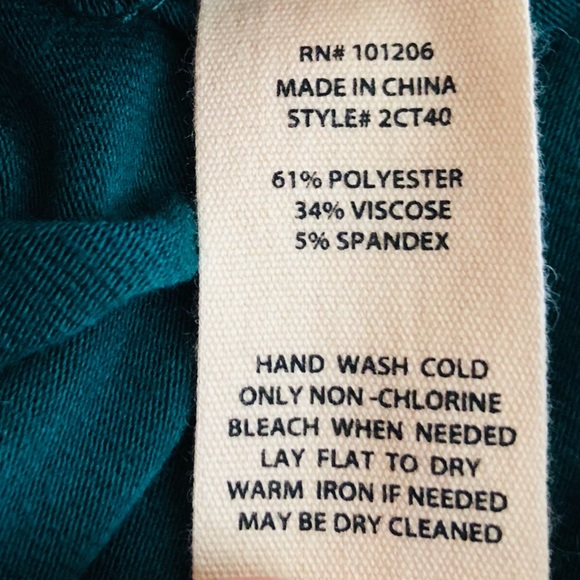 RN# 101206
MADE IN CHINA
STYLE# 2CT40
61% POLYESTER
34% VISCOSE
5% SPANDEX
HAND WASH COLD
ONLY NON-CHLORINE
BLEACH WHEN NEEDED
LAY FLAT TO DRY
WARM IRON IF NEEDED
MAY BE DRY CLEANED